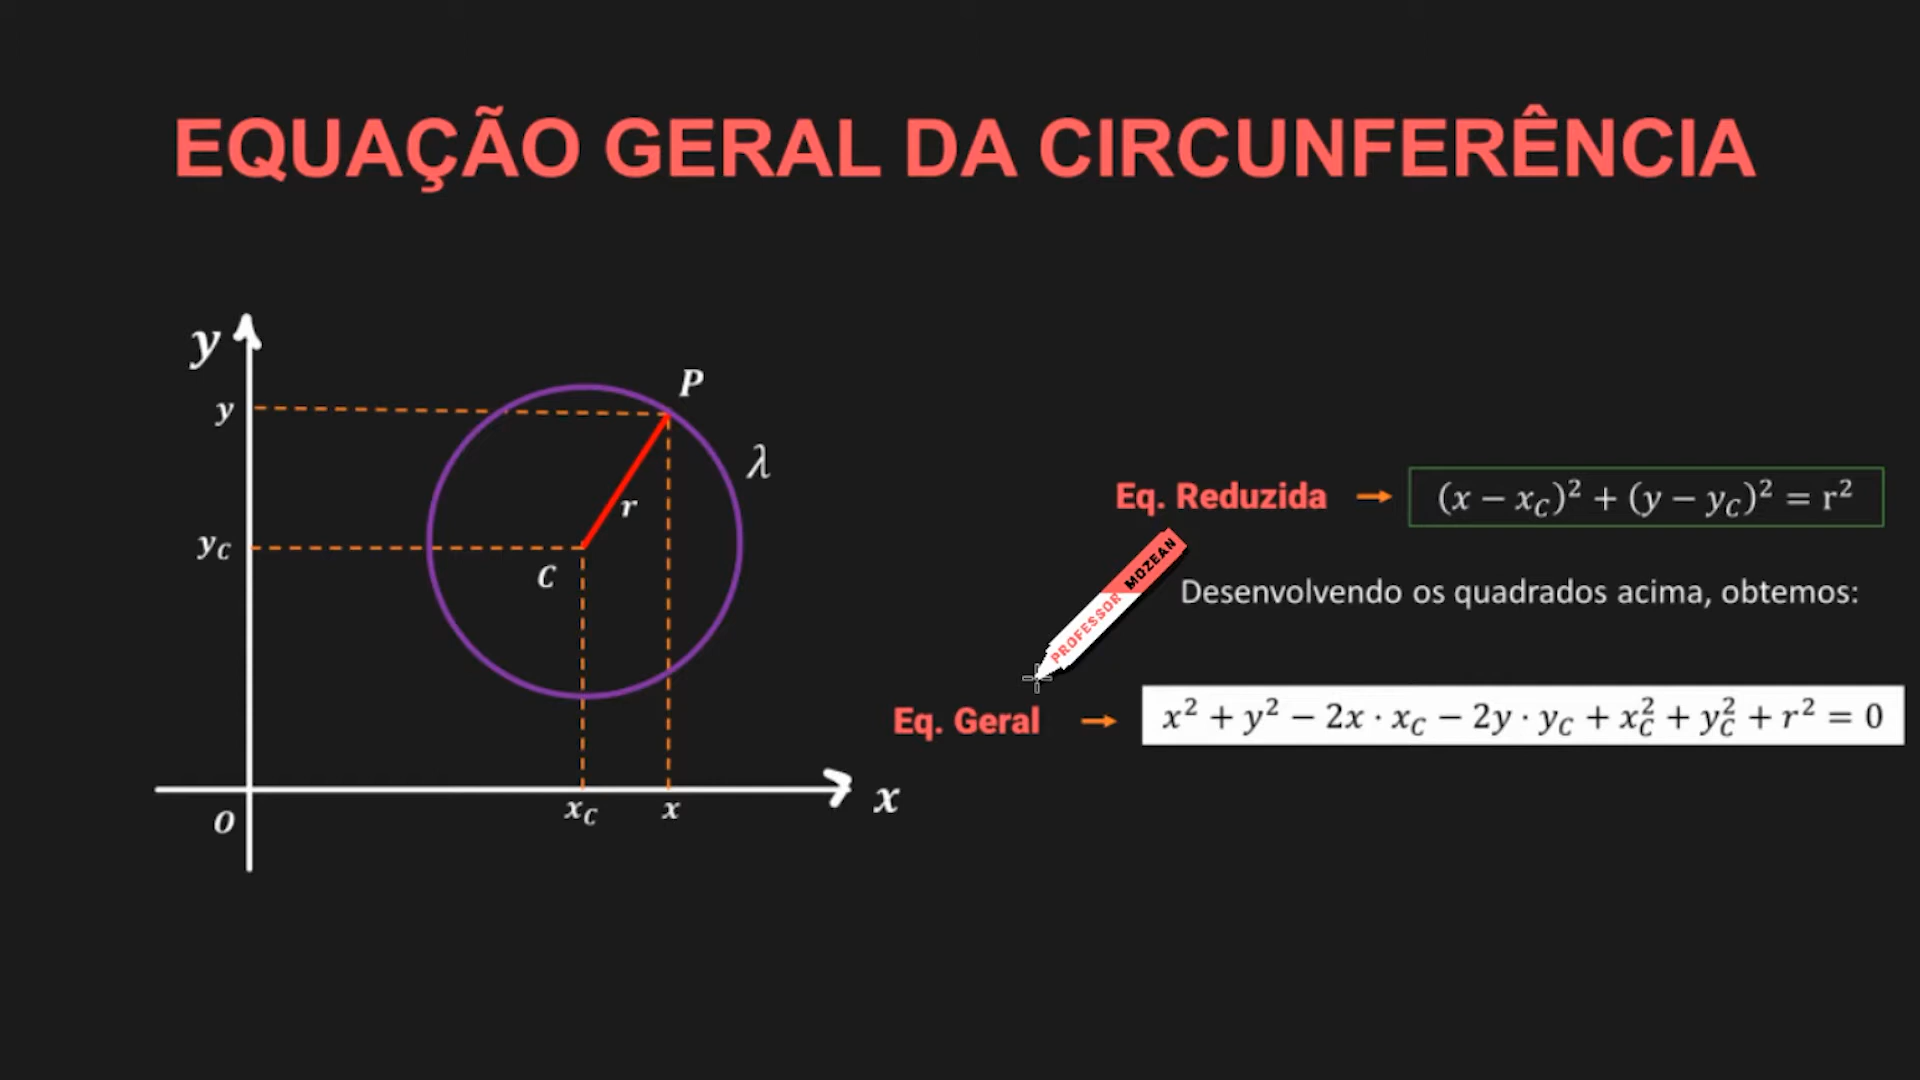 EQUAÇÃO GERAL DA CIRCUNFERÊNCIA
y
P
y
λ
r
Eq. Reduzida → (x − x_C)² + (y − y_C)² = r²
y_C
C
PROFESSOR MOZEAN
Desenvolvendo os quadrados acima, obtemos:
Eq. Geral → x² + y² − 2x · x_C − 2y · y_C + x_C² + y_C² + r² = 0
x
O
x_C
x